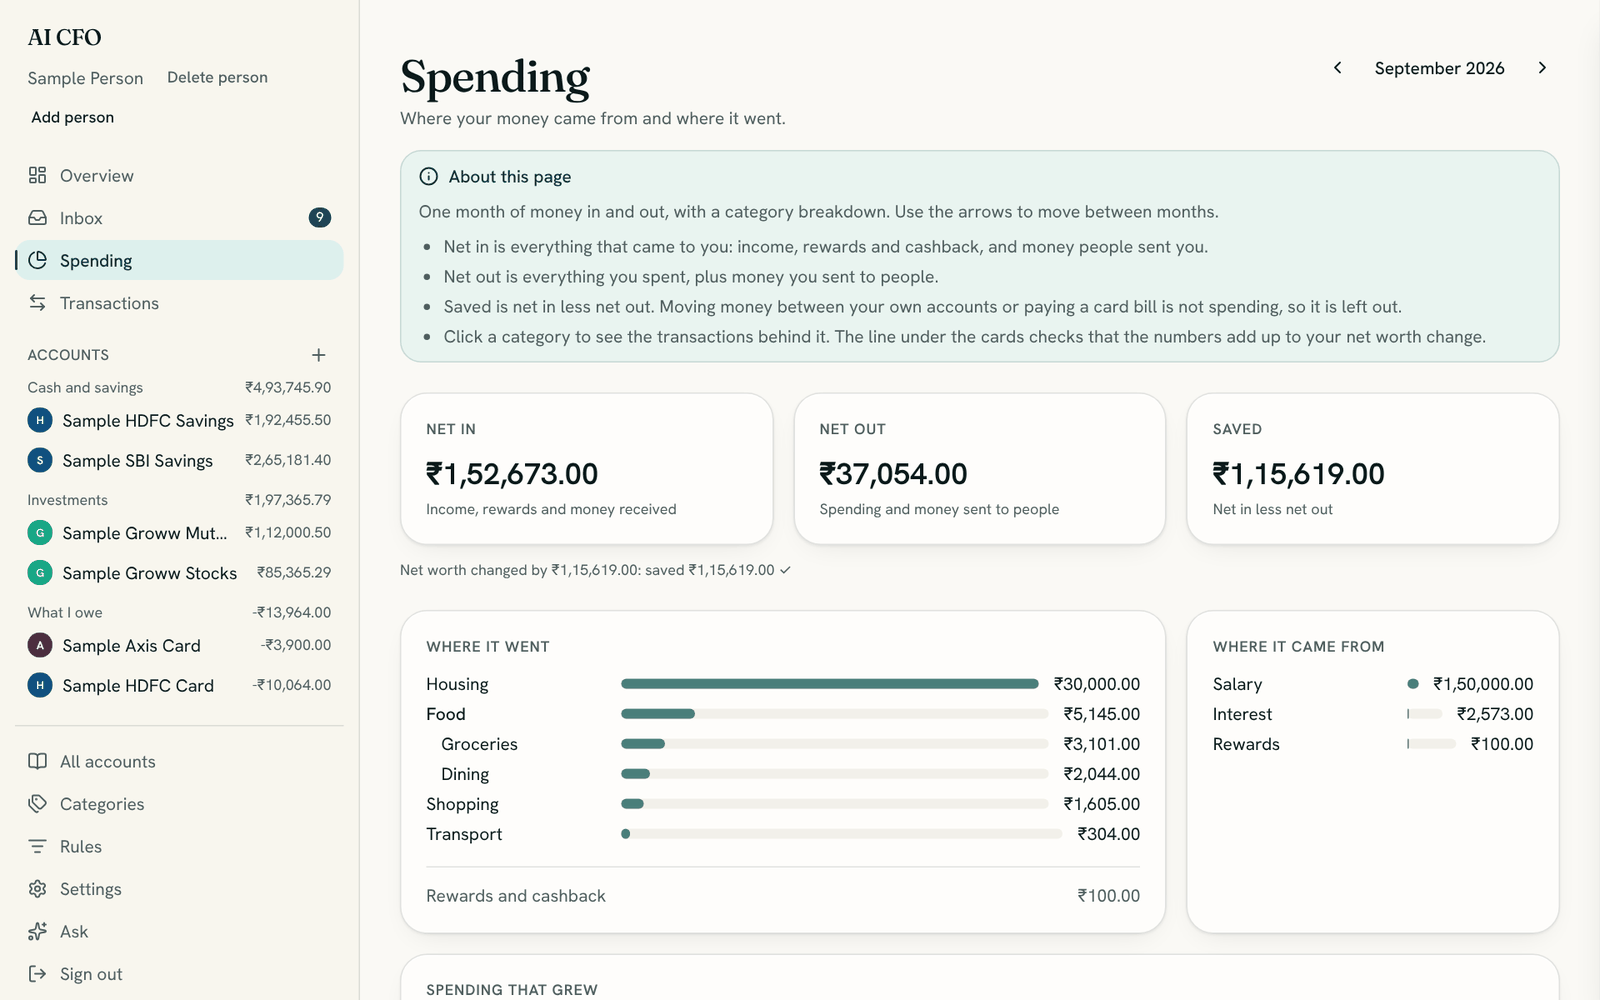 AI CFO
Sample Person Delete person
Add person
Overview
Inbox 9
Spending
Transactions
ACCOUNTS
Cash and savings ₹4,93,745.90
H Sample HDFC Savings ₹1,92,455.50
S Sample SBI Savings ₹2,65,181.40
Investments ₹1,97,365.79
G Sample Groww Mut... ₹1,12,000.50
G Sample Groww Stocks ₹85,365.29
What I owe -₹13,964.00
A Sample Axis Card -₹3,900.00
H Sample HDFC Card -₹10,064.00
All accounts
Categories
Rules
Settings
Ask
Sign out
Spending
September 2026
Where your money came from and where it went.
About this page
One month of money in and out, with a category breakdown. Use the arrows to move between months.
• Net in is everything that came to you: income, rewards and cashback, and money people sent you.
• Net out is everything you spent, plus money you sent to people.
• Saved is net in less net out. Moving money between your own accounts or paying a card bill is not spending, so it is left out.
• Click a category to see the transactions behind it. The line under the cards checks that the numbers add up to your net worth change.
NET IN
₹1,52,673.00
Income, rewards and money received
NET OUT
₹37,054.00
Spending and money sent to people
SAVED
₹1,15,619.00
Net in less net out
Net worth changed by ₹1,15,619.00: saved ₹1,15,619.00 ✓
WHERE IT WENT
Housing ₹30,000.00
Food ₹5,145.00
Groceries ₹3,101.00
Dining ₹2,044.00
Shopping ₹1,605.00
Transport ₹304.00
Rewards and cashback ₹100.00
WHERE IT CAME FROM
Salary ₹1,50,000.00
Interest ₹2,573.00
Rewards ₹100.00
SPENDING THAT GREW